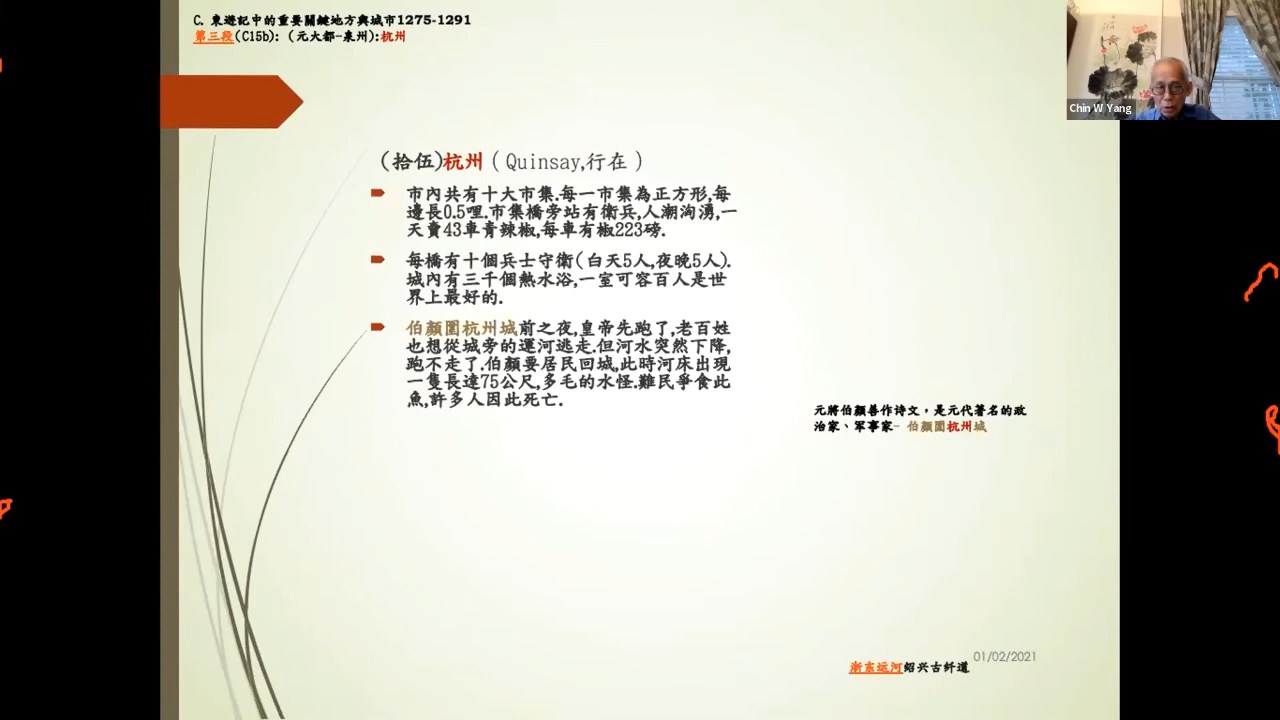 C. 東遊記中的重要關鍵地方與城市1275-1291
第三段(C15b): (元大都-泉州):杭州
Chin W Yang
(拾伍)杭州 ( Quinsay,行在 )
市內共有十大市集.每一市集為正方形,每
邊長0.5哩.市集橋旁站有衛兵,人潮洶湧,一
天賣43車青辣椒,每車有椒223磅.
每橋有十個兵士守衛(白天5人,夜晚5人).
城內有三千個熱水浴,一室可容百人是世
界上最好的.
伯顏圍杭州城前之夜,皇帝先跑了,老百姓
也想從城旁的運河逃走.但河水突然下降,
跑不走了.伯顏要居民回城,此時河床出現
一隻長達75公尺,多毛的水怪.難民爭食此
魚,許多人因此死亡.
元將伯顏善作诗文，是元代著名的政
治家、军事家- 伯顏圍杭州城
浙东运河绍兴古纤道
01/02/2021